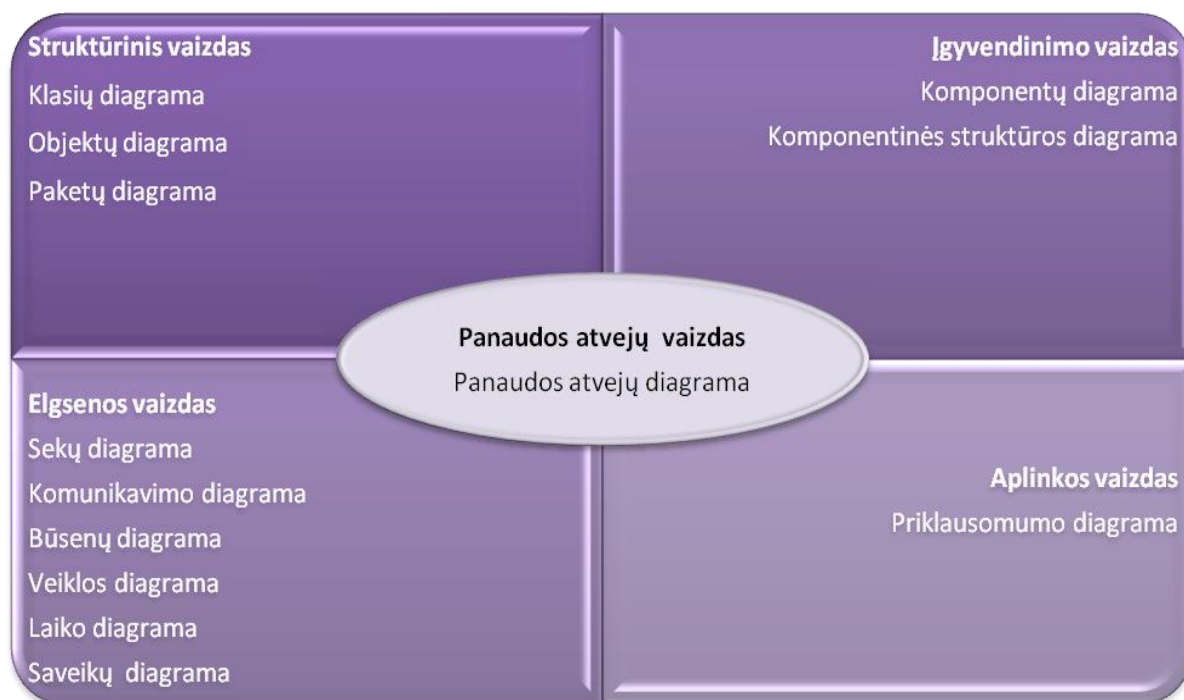 Struktūrinis vaizdas
Klasių diagrama
Objektų diagrama
Paketų diagrama
Įgyvendinimo vaizdas
Komponentų diagrama
Komponentinės struktūros diagrama
Panaudos atvejų vaizdas
Panaudos atvejų diagrama
Elgsenos vaizdas
Sekų diagrama
Komunikavimo diagrama
Būsenų diagrama
Veiklos diagrama
Laiko diagrama
Saveikų diagrama
Aplinkos vaizdas
Priklausomumo diagrama